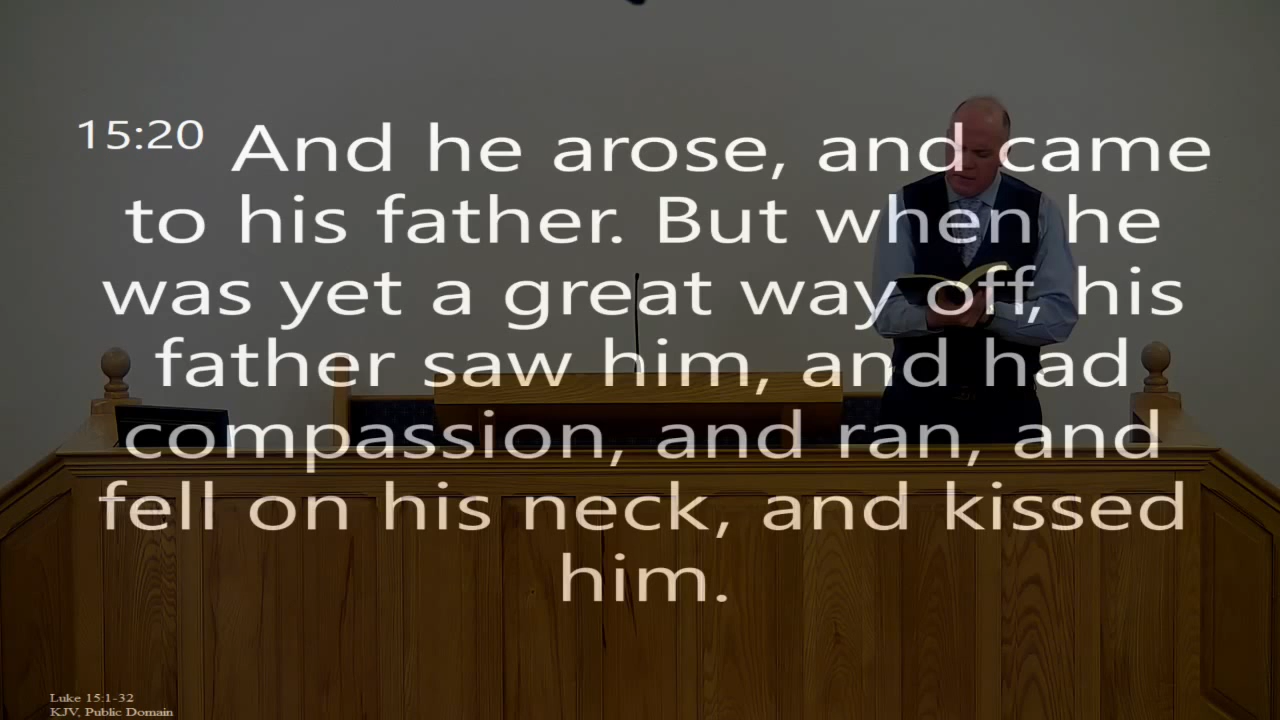 15:20 And he arose, and came
to his father. But when he
was yet a great way off, his
father saw him, and had
compassion, and ran, and
fell on his neck, and kissed
him.
Luke 15:1-32
KJV, Public Domain